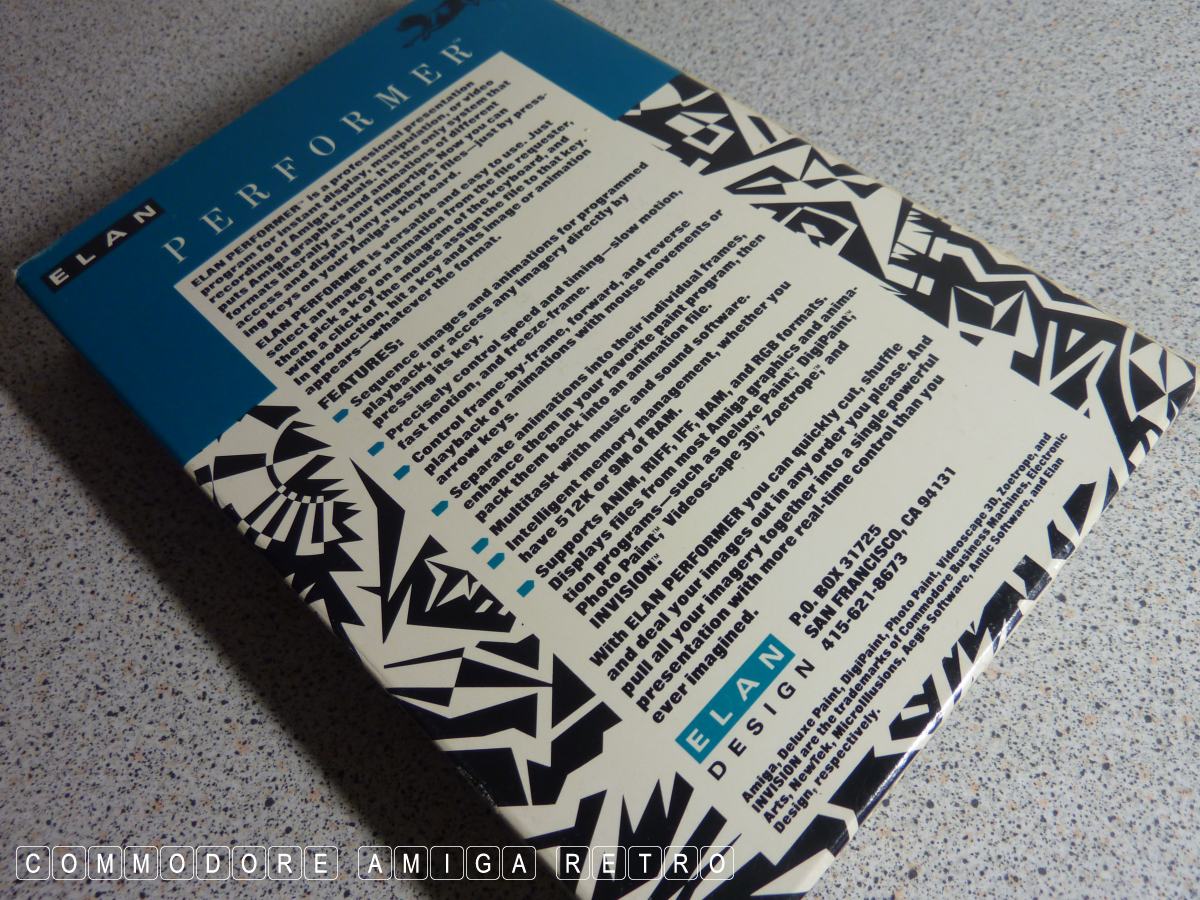 ELAN
PERFORMER™
ELAN PERFORMER™ is a professional presentation
program for instant display, manipulation, or video
recording of Amiga visuals. It is the only system that
puts Amiga graphics and animations of different
formats literally at your fingertips. Now you can
access and display any number of files—just by press-
ing keys on your Amiga's keyboard.
ELAN PERFORMER is versatile and easy to use. Just
select an image or animation from the file requester,
then pick a key on a diagram of the keyboard, and
with a click of the mouse assign the file to that key.
In production, hit a key and its image or animation
appears—whatever the format.
FEATURES:
Sequence images and animations for programmed
playback, or access any imagery directly by
pressing its key.
Precisely control speed and timing—slow motion,
fast motion, and freeze-frame.
Control frame-by-frame, forward, and reverse
playback of animations with mouse movements or
arrow keys.
Separate animations into their individual frames,
enhance them in your favorite paint program, then
pack them back into an animation file.
Multitask with music and sound software.
Intelligent memory management, whether you
have 512K or 9M of RAM.
Supports ANIM, RIFF, IFF, HAM, and RGB formats.
Displays files from most Amiga graphics and anima-
tion programs—such as Deluxe Paint,™ DigiPaint,™
Photo Paint,™ Videoscape 3D,™ Zoetrope,™ and
INVISION.™
With ELAN PERFORMER you can quickly cut, shuffle
and deal your images out in any order you please. And
pull all your imagery together into a single powerful
presentation with more real-time control than you
ever imagined.
ELAN
DESIGN
P.O. BOX 31725
SAN FRANCISCO, CA 94131
415-621-8673
Amiga, Deluxe Paint, DigiPaint, Photo Paint, Videoscape 3D, Zoetrope, and
INVISION are the trademarks of Commodore Business Machines, Electronic
Arts, NewTek, MicroIllusions, Aegis Software, Antic Software, and Elan
Design, respectively.
COMMODORE AMIGA RETRO